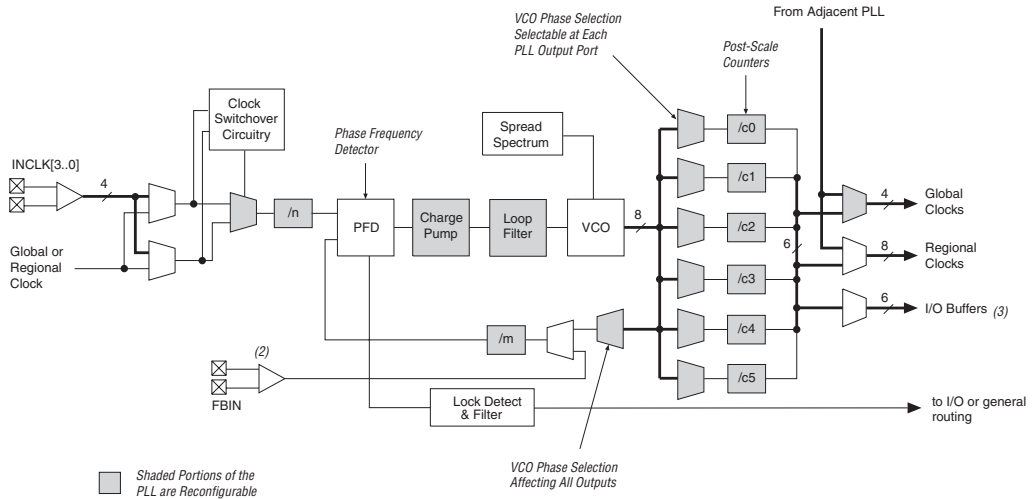 From Adjacent PLL
VCO Phase Selection
Selectable at Each
PLL Output Port
Post-Scale
Counters
Clock
Switchover
Circuitry
Phase Frequency
Detector
Spread
Spectrum
INCLK[3..0]
4
/n
PFD
Charge
Pump
Loop
Filter
VCO
8
/c0
/c1
/c2
/c3
/c4
/c5
6
4
Global
Clocks
8
Regional
Clocks
6
I/O Buffers (3)
Global or
Regional
Clock
/m
(2)
FBIN
Lock Detect
& Filter
to I/O or general
routing
VCO Phase Selection
Affecting All Outputs
Shaded Portions of the
PLL are Reconfigurable